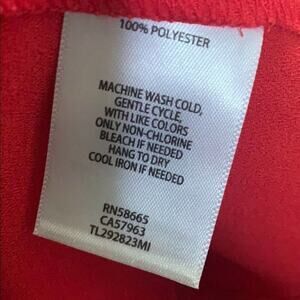 100% POLYESTER
MACHINE WASH COLD,
GENTLE CYCLE,
WITH LIKE COLORS
ONLY NON-CHLORINE
BLEACH IF NEEDED
HANG TO DRY
COOL IRON IF NEEDED
RN58665
CA57963
TL292823MI